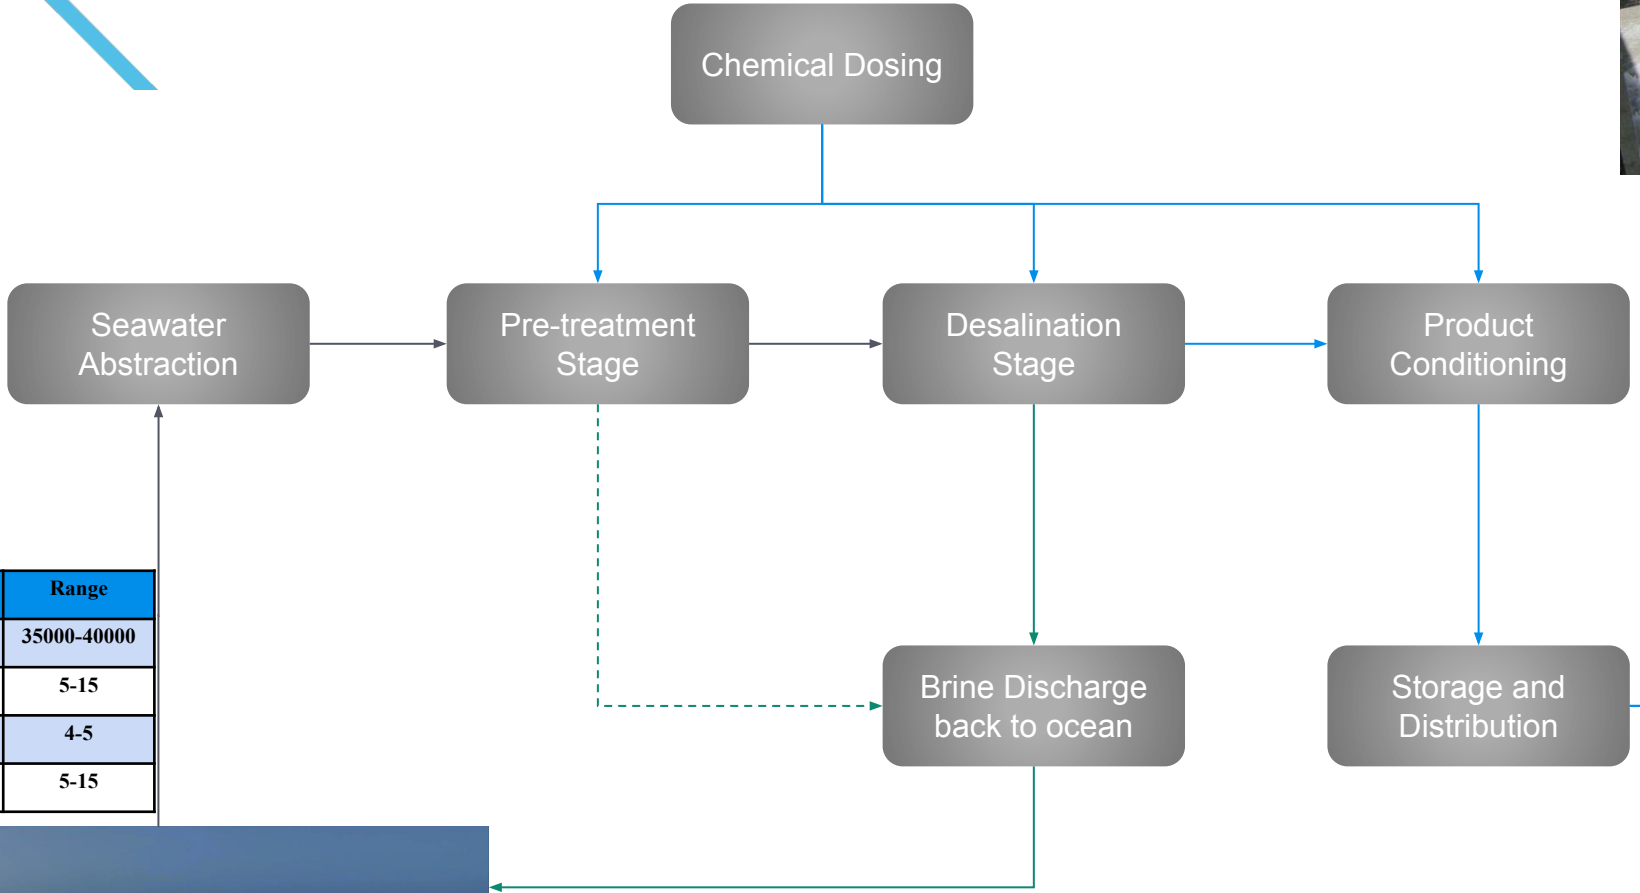 Chemical Dosing
Seawater
Abstraction
Pre-treatment
Stage
Desalination
Stage
Product
Conditioning
Range
35000-40000
5-15
4-5
5-15
Brine Discharge
back to ocean
Storage and
Distribution